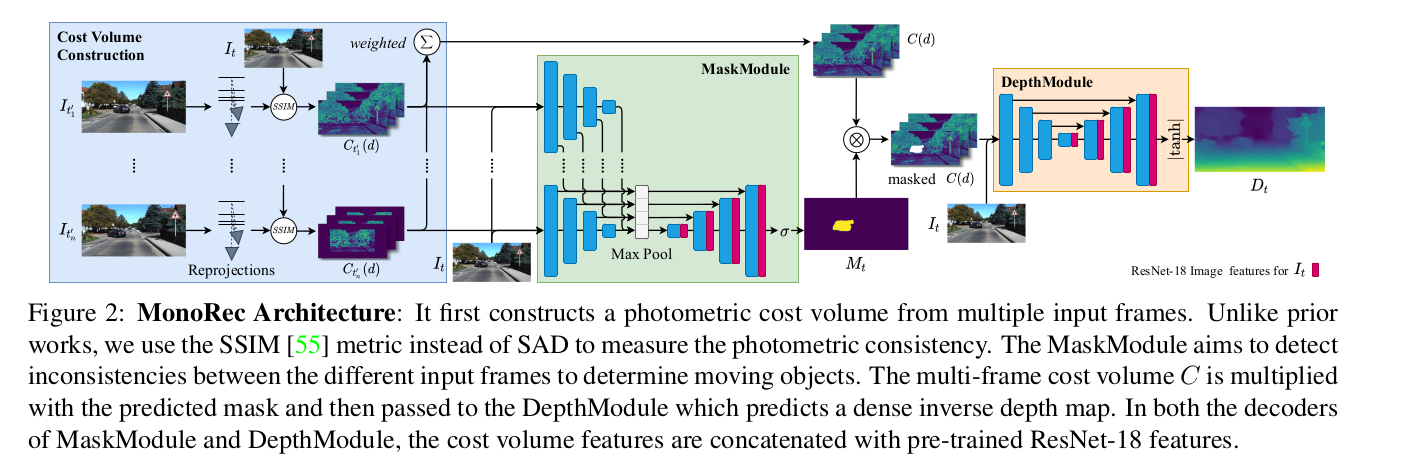 Cost Volume
Construction
I_t
weighted
Σ
C(d)
MaskModule
DepthModule
I_{t'_1}
SSIM
C_{t'_1}(d)
|tanh|
⊗
masked C(d)
D_t
I_{t'_n}
SSIM
C_{t'_n}(d)
Reprojections
I_t
Max Pool
σ
M_t
I_t
ResNet-18 Image features for I_t
Figure 2: MonoRec Architecture: It first constructs a photometric cost volume from multiple input frames. Unlike prior
works, we use the SSIM [55] metric instead of SAD to measure the photometric consistency. The MaskModule aims to detect
inconsistencies between the different input frames to determine moving objects. The multi-frame cost volume C is multiplied
with the predicted mask and then passed to the DepthModule which predicts a dense inverse depth map. In both the decoders
of MaskModule and DepthModule, the cost volume features are concatenated with pre-trained ResNet-18 features.